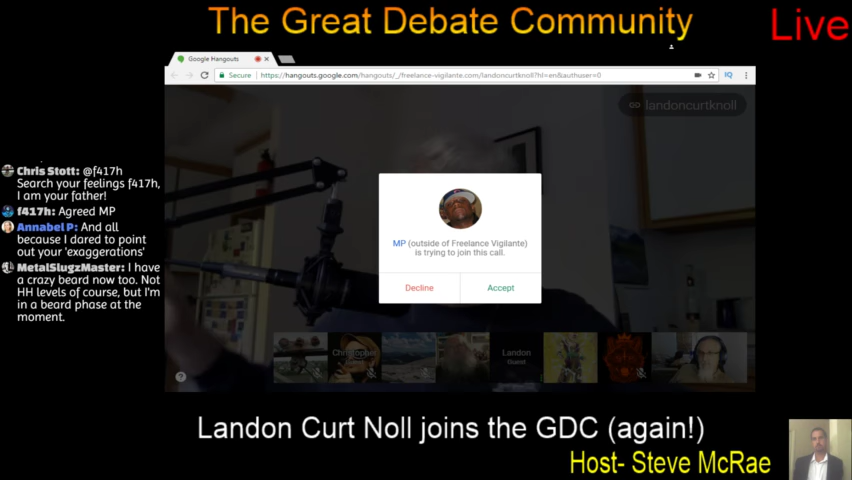 The Great Debate Community
Live
Google Hangouts
Secure
https://hangouts.google.com/hangouts/_/freelance-vigilante.com/landoncurtknoll?hl=en&authuser=0
landoncurtknoll
Chris Stott: @f417h
Search your feelings f417h,
I am your father!
f417h: Agreed MP
Annabel P: And all
because I dared to point
out your 'exaggerations'
MetalSlugzMaster: I have
a crazy beard now too. Not
HH levels of course, but I'm
in a beard phase at the
moment.
MP (outside of Freelance Vigilante)
is trying to join this call.
Decline
Accept
Christopher
Landon
Guest
Landon Curt Noll joins the GDC (again!)
Host- Steve McRae